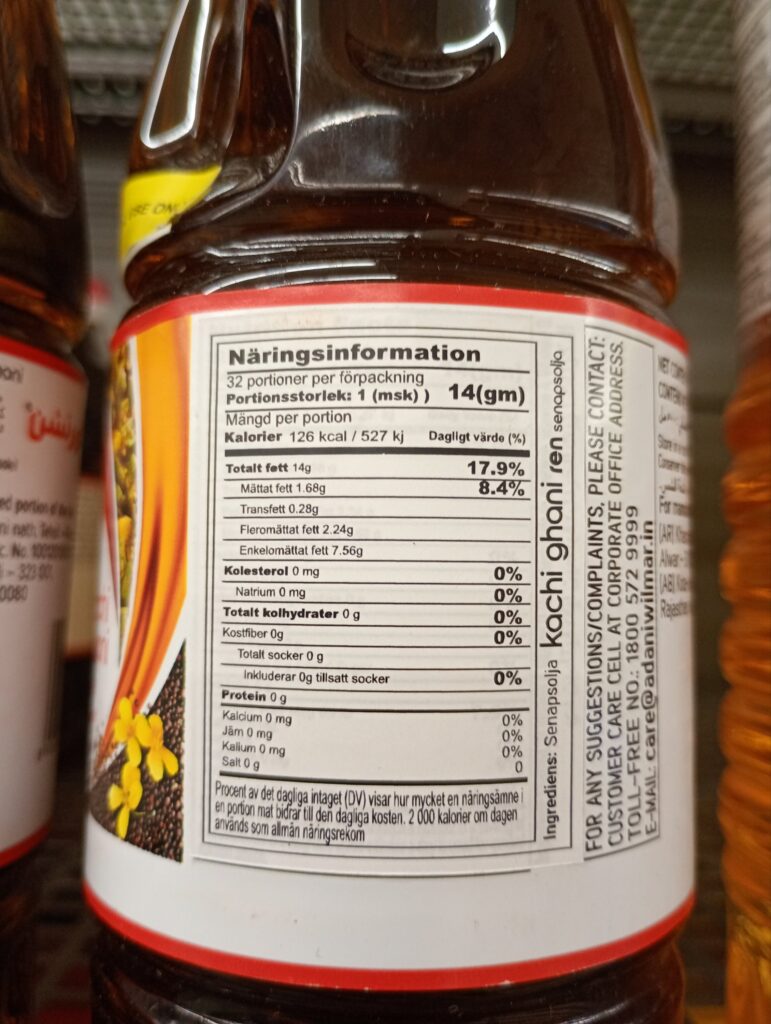 Näringsinformation
32 portioner per förpackning
Portionsstorlek: 1 (msk) ) 14(gm)
Mängd per portion
Kalorier 126 kcal / 527 kj Dagligt värde (%)
Totalt fett 14g 17.9%
Mättat fett 1.68g 8.4%
Transfett 0.28g
Fleromättat fett 2.24g
Enkelomättat fett 7.56g
Kolesterol 0 mg 0%
Natrium 0 mg 0%
Totalt kolhydrater 0 g 0%
Kostfiber 0g 0%
Totalt socker 0 g
Inkluderar 0g tillsatt socker 0%
Protein 0 g
Kalcium 0 mg 0%
Järn 0 mg 0%
Kalium 0 mg 0%
Salt 0 g 0
Procent av det dagliga intaget (DV) visar hur mycket en näringsämne i
en portion mat bidrar till den dagliga kosten. 2 000 kalorier om dagen
används som allmän näringsrekom
Ingrediens: Senapsolja kachi ghani ren senapsolja
FOR ANY SUGGESTIONS/COMPLAINTS, PLEASE CONTACT:
CUSTOMER CARE CELL AT CORPORATE OFFICE ADDRESS.
TOLL-FREE NO.: 1800 572 9999
E-MAIL: care@adaniwilmar.in